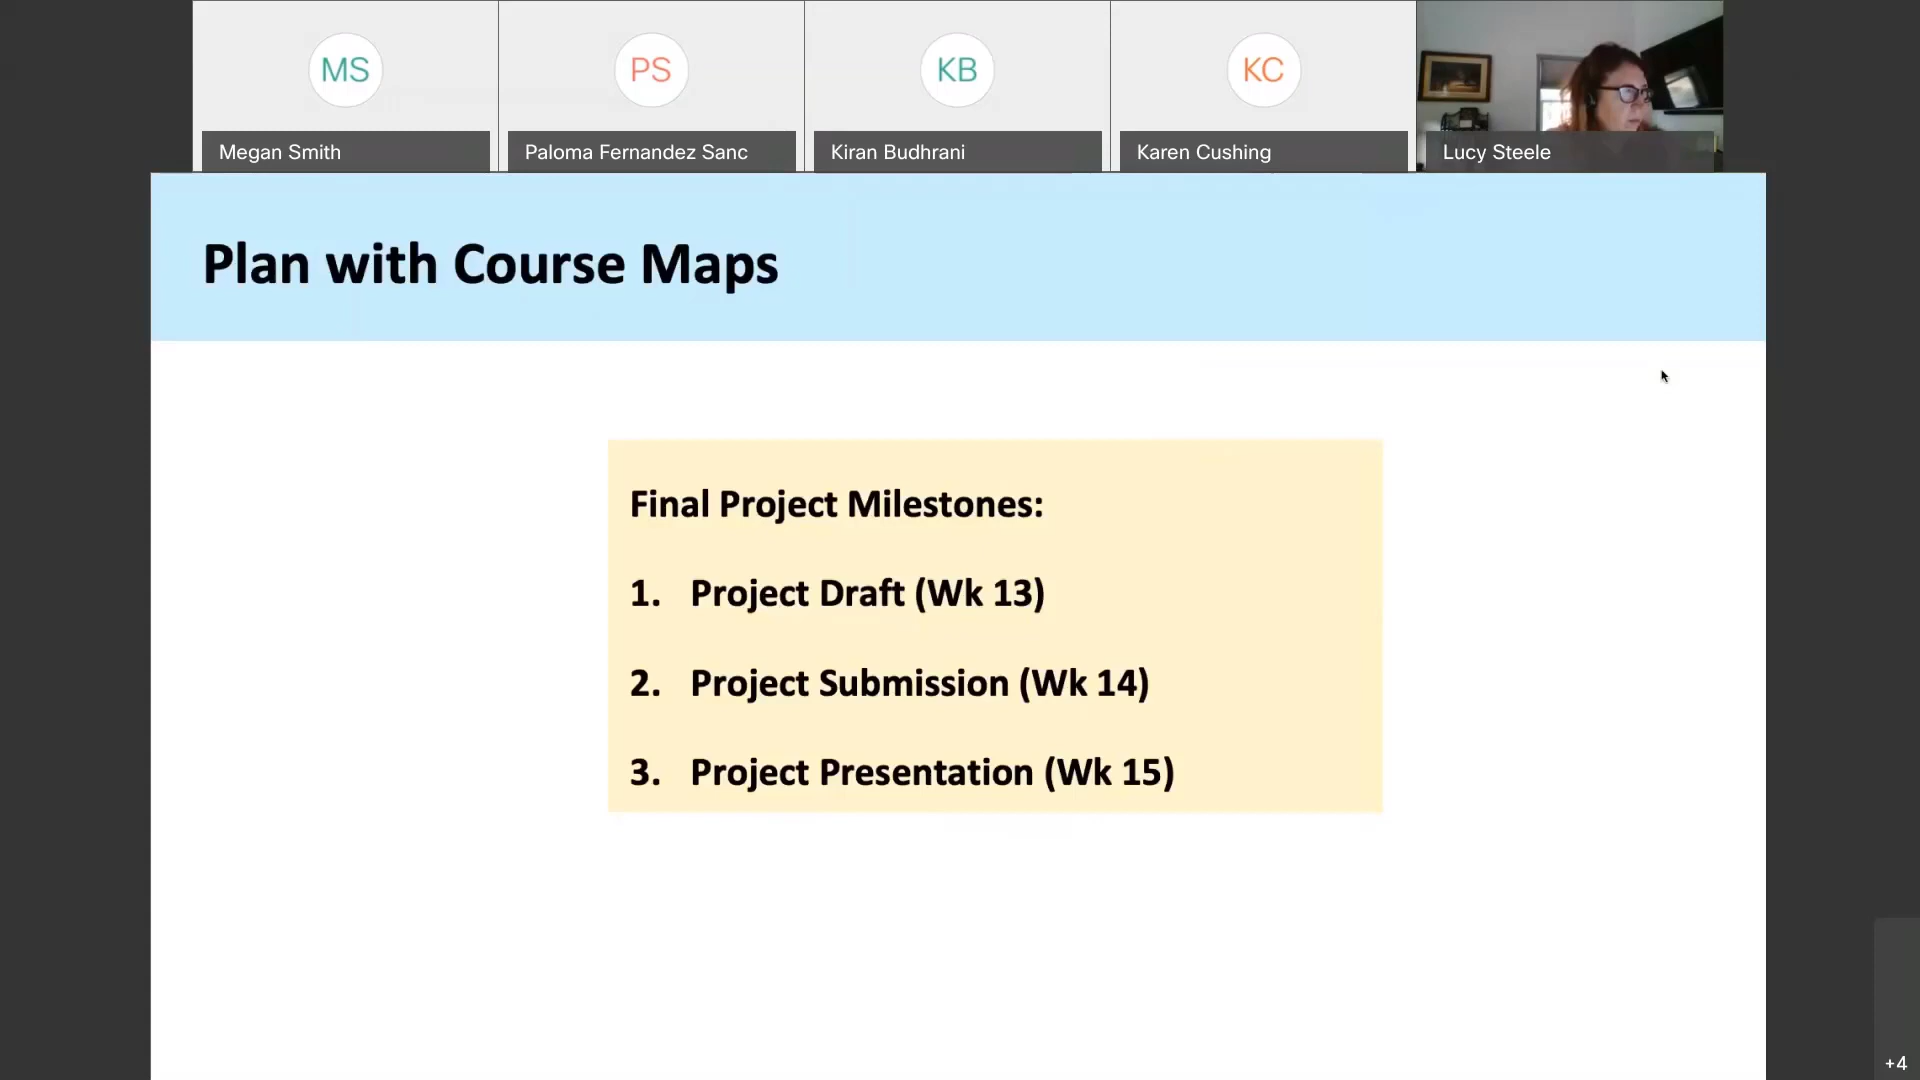 MS
PS
KB
KC
Megan Smith
Paloma Fernandez Sanc
Kiran Budhrani
Karen Cushing
Lucy Steele
Plan with Course Maps
Final Project Milestones:
1. Project Draft (Wk 13)
2. Project Submission (Wk 14)
3. Project Presentation (Wk 15)
+4